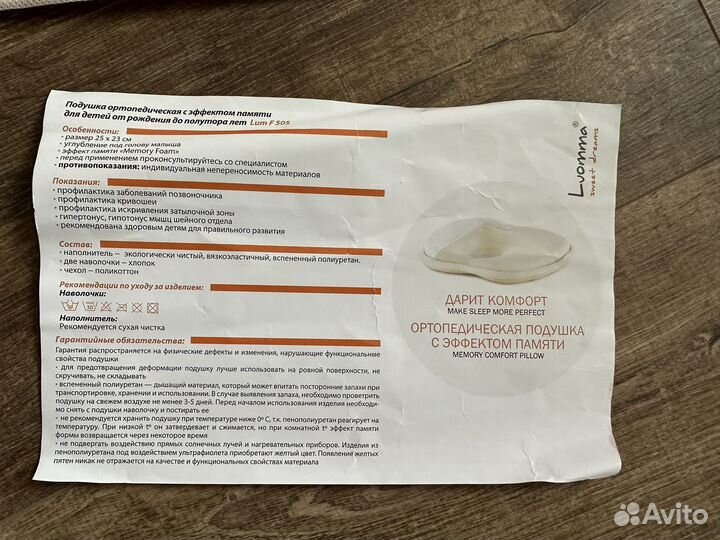 Подушка ортопедическая с эффектом памяти
для детей от рождения до полутора лет Lum F 505
Особенности:
• размер 25 х 23 см
• углубление под голову малыша
• эффект памяти «Memory Foam»
• перед применением проконсультируйтесь со специалистом
• противопоказания: индивидуальная непереносимость материалов
Показания:
• профилактика заболеваний позвоночника
• профилактика кривошеи
• профилактика искривления затылочной зоны
• гипертонус, гипотонус мышц шейного отдела
• рекомендована здоровым детям для правильного развития
Состав:
• наполнитель – экологически чистый, вязкоэластичный, вспененный полиуретан.
• две наволочки – хлопок
• чехол – поликоттон
Рекомендации по уходу за изделием:
Наволочки:
Наполнитель:
Рекомендуется сухая чистка
Гарантийные обязательства:
Гарантия распространяется на физические дефекты и изменения, нарушающие функциональные
свойства подушки
• для предотвращения деформации подушку лучше использовать на ровной поверхности, не
скручивать, не складывать
• вспененный полиуретан — дышащий материал, который может впитать посторонние запахи при
транспортировке, хранении и использовании. В случае выявления запаха, необходимо проветрить
подушку на свежем воздухе не менее 3-5 дней. Перед началом использования изделия необходи-
мо снять с подушки наволочку и постирать ее
• не рекомендуется хранить подушку при температуре ниже 0º С, т.к. пенополиуретан реагирует на
температуру. При низкой tº он затвердевает и сжимается, но при комнатной tº эффект памяти
формы возвращается через некоторое время
• не подвергать воздействию прямых солнечных лучей и нагревательных приборов. Изделия из
пенополиуретана под воздействием ультрафиолета приобретают желтый цвет. Появление желтых
пятен никак не отражается на качестве и функциональных свойствах материала
Luomma®
sweet dreams
ДАРИТ КОМФОРТ
MAKE SLEEP MORE PERFECT
ОРТОПЕДИЧЕСКАЯ ПОДУШКА
С ЭФФЕКТОМ ПАМЯТИ
MEMORY COMFORT PILLOW
Avito